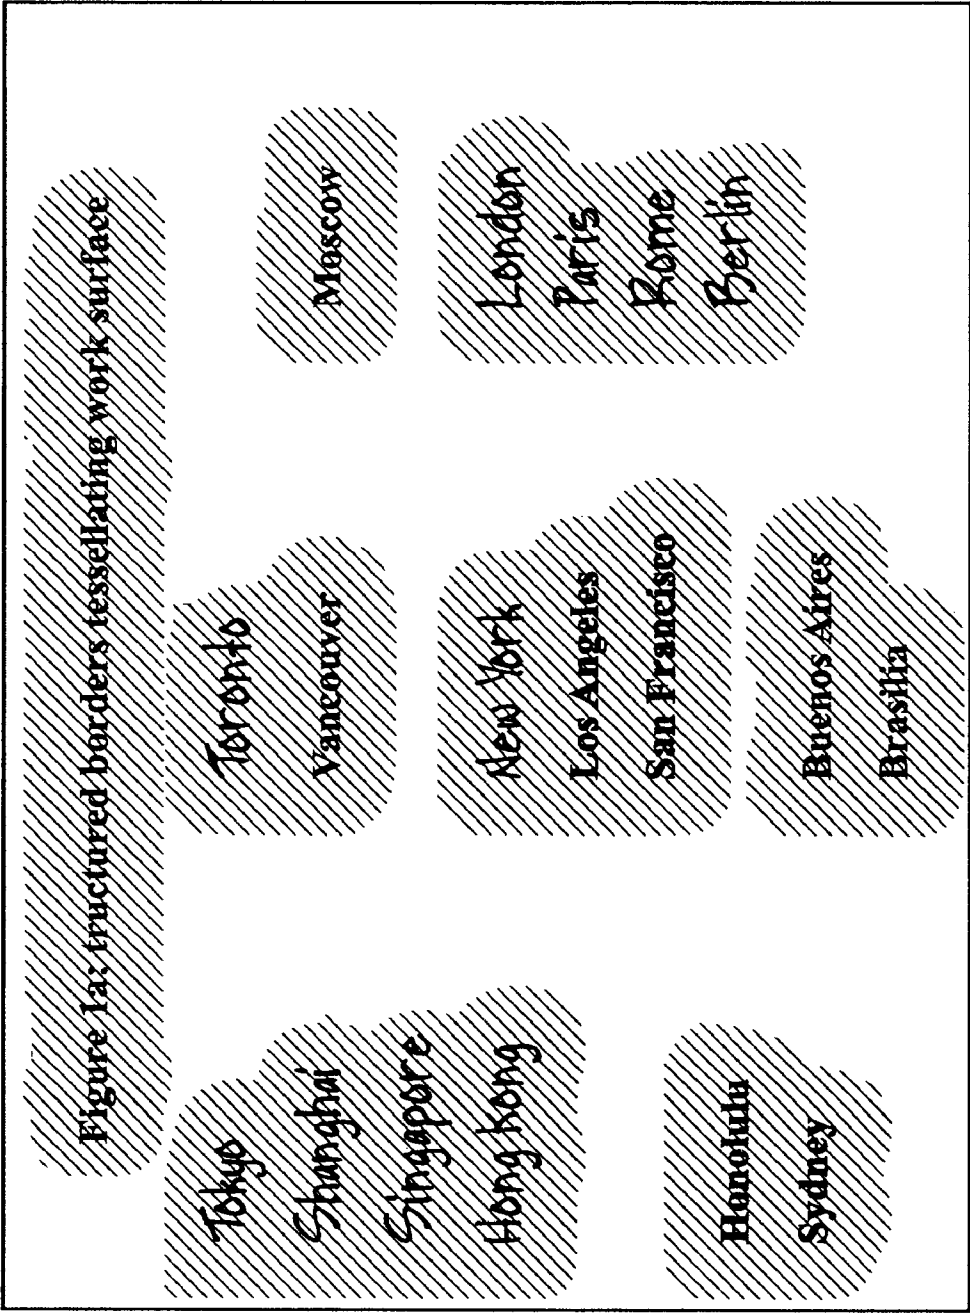 Figure 1a: tructured borders tessellating work surface
Tokyo
Shanghai
Singapore
Hong Kong
Honolulu
Sydney
Toronto
Vancouver
New York
Los Angeles
San Francisco
Buenos Aires
Brasilia
Moscow
London
Paris
Rome
Berlin